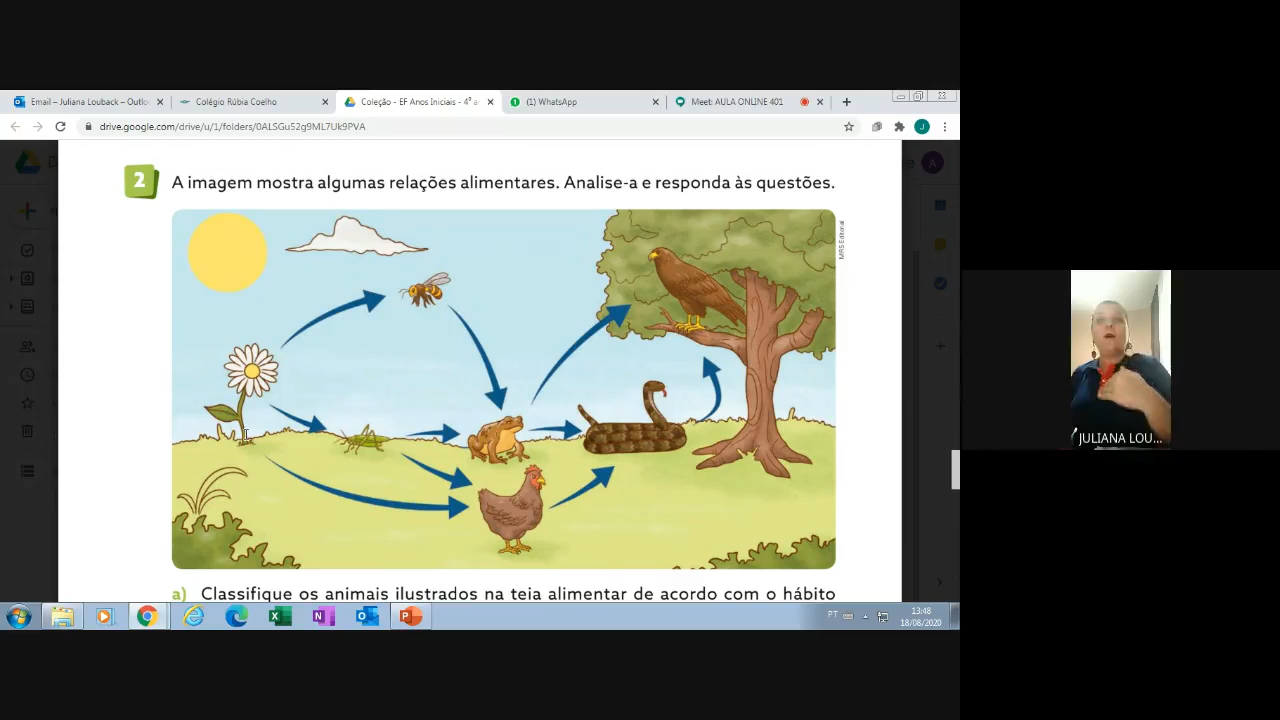 Email – Juliana Louback – Outlo
Colégio Rúbia Coelho
Coleção - EF Anos Iniciais - 4º a
(1) WhatsApp
Meet: AULA ONLINE 401
drive.google.com/drive/u/1/folders/0ALSGu52g9ML7Uk9PVA
J
A
2 A imagem mostra algumas relações alimentares. Analise-a e responda às questões.
MRS Editorial
a) Classifique os animais ilustrados na teia alimentar de acordo com o hábito
JULIANA LOU...
PT
13:48
18/08/2020